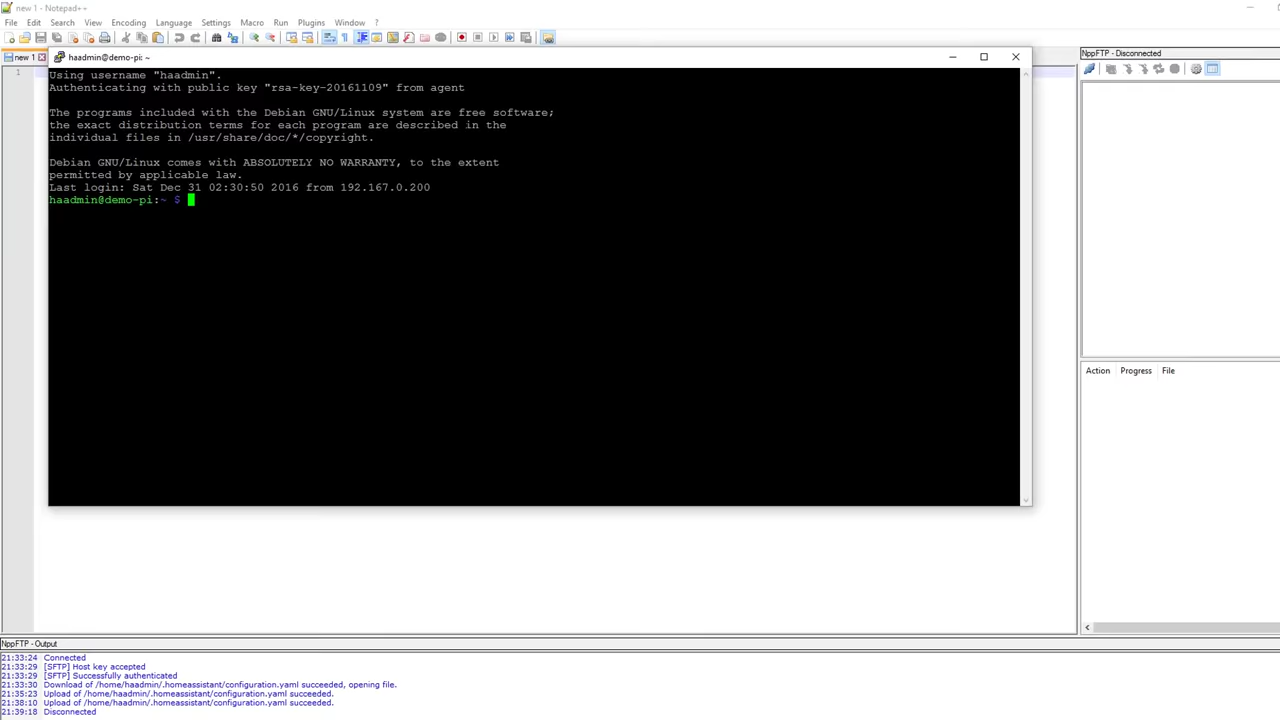 new 1 - Notepad++
File Edit Search View Encoding Language Settings Macro Run Plugins Window ?
new 1
haadmin@demo-pi: ~
NppFTP - Disconnected
1
Using username "haadmin".
Authenticating with public key "rsa-key-20161109" from agent
The programs included with the Debian GNU/Linux system are free software;
the exact distribution terms for each program are described in the
individual files in /usr/share/doc/*/copyright.
Debian GNU/Linux comes with ABSOLUTELY NO WARRANTY, to the extent
permitted by applicable law.
Last login: Sat Dec 31 02:30:50 2016 from 192.167.0.200
haadmin@demo-pi:~ $
Action Progress File
NppFTP - Output
21:33:24 Connected
21:33:29 [SFTP] Host key accepted
21:33:29 [SFTP] Successfully authenticated
21:33:30 Download of /home/haadmin/.homeassistant/configuration.yaml succeeded, opening file.
21:35:23 Upload of /home/haadmin/.homeassistant/configuration.yaml succeeded.
21:38:10 Upload of /home/haadmin/.homeassistant/configuration.yaml succeeded.
21:39:18 Disconnected